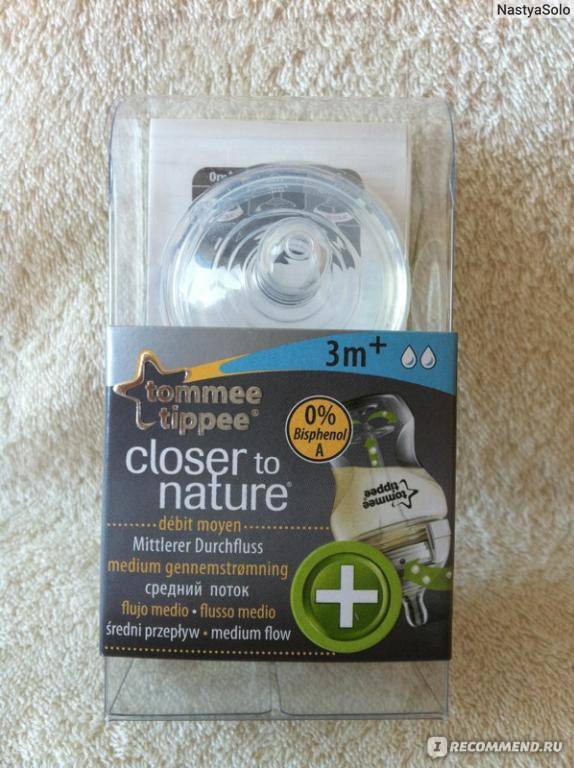 NastyaSolo
3m+
tommee
tippee®
0%
Bisphenol
A
closer to
nature®
tommee
tippee
débit moyen
Mittlerer Durchfluss
medium gennemstrømning
средний поток
flujo medio • flusso medio
średni przepływ • medium flow
IRECOMMEND.RU